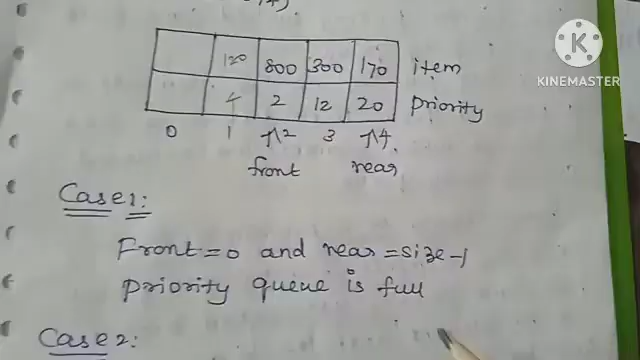 K
KINEMASTER
120 800 300 170 item
4 2 12 20 priority
0 1 2 3 4
front rear
Case1:
Front=0 and rear=size-1
priority queue is full
Case2: